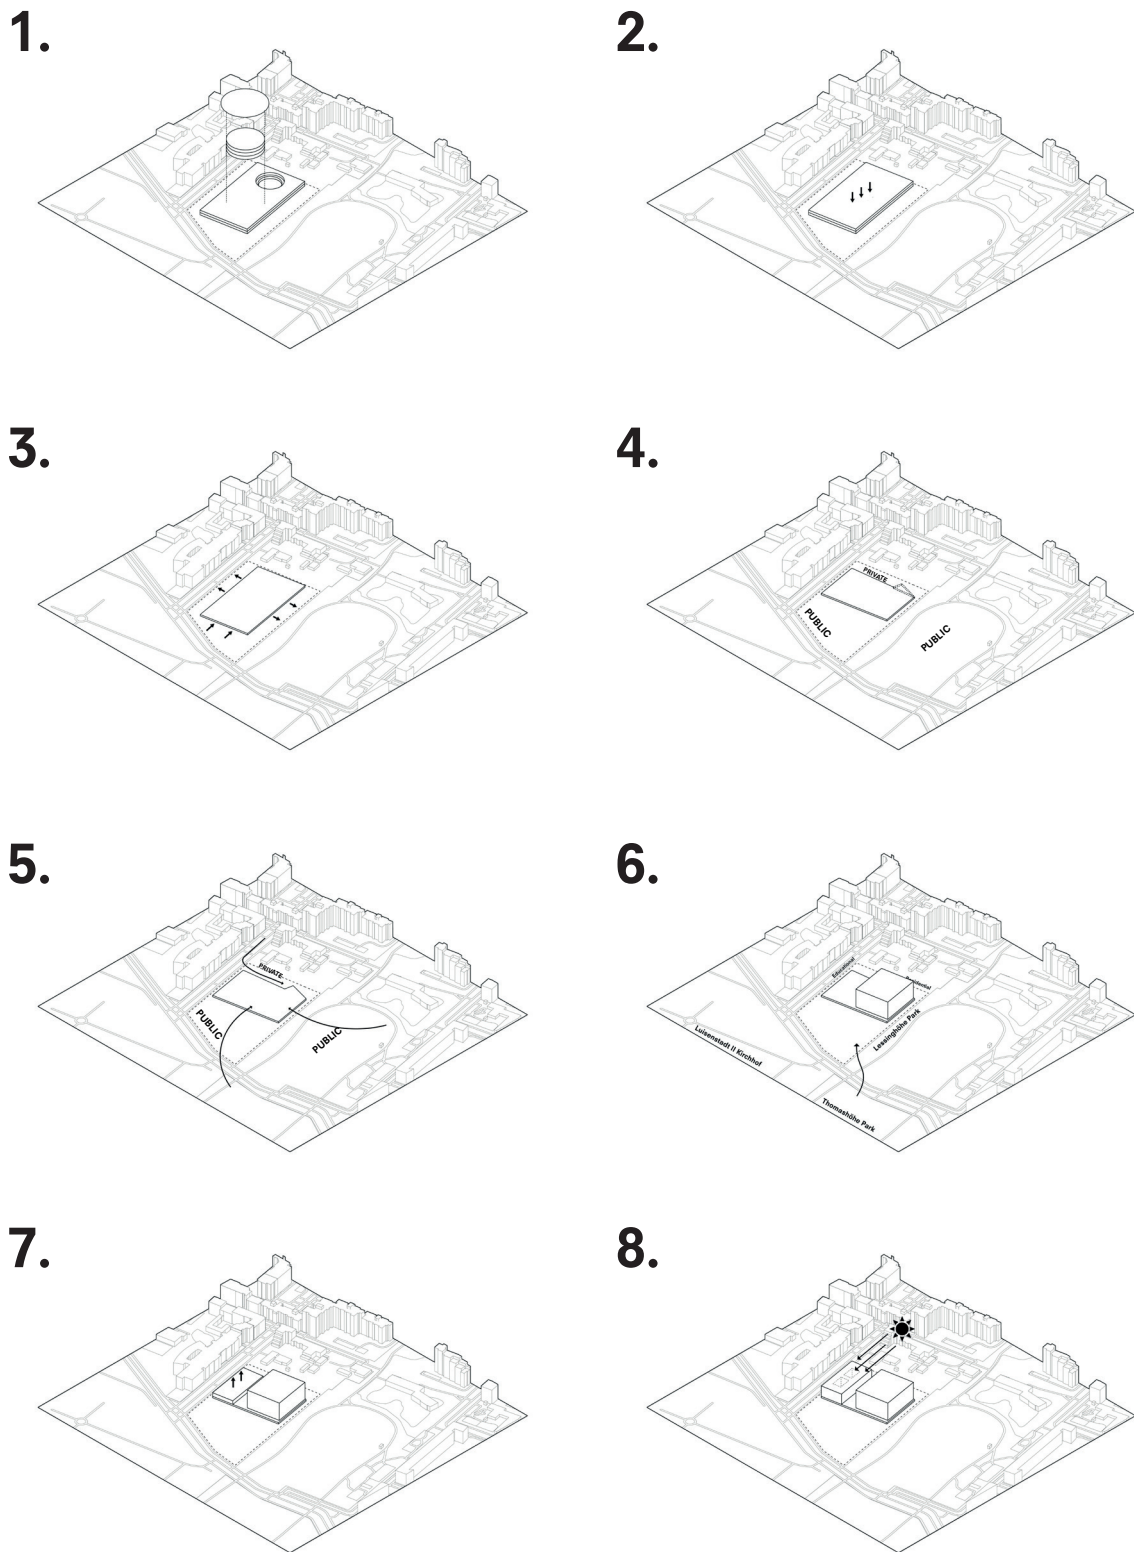 1.
2.
3.
4.
PRIVATE
PUBLIC
PUBLIC
5.
PRIVATE
PUBLIC
PUBLIC
6.
Educational
Lessinghöhe Park
Luisenstadt II Kirchhof
Thomashöhe Park
7.
8.